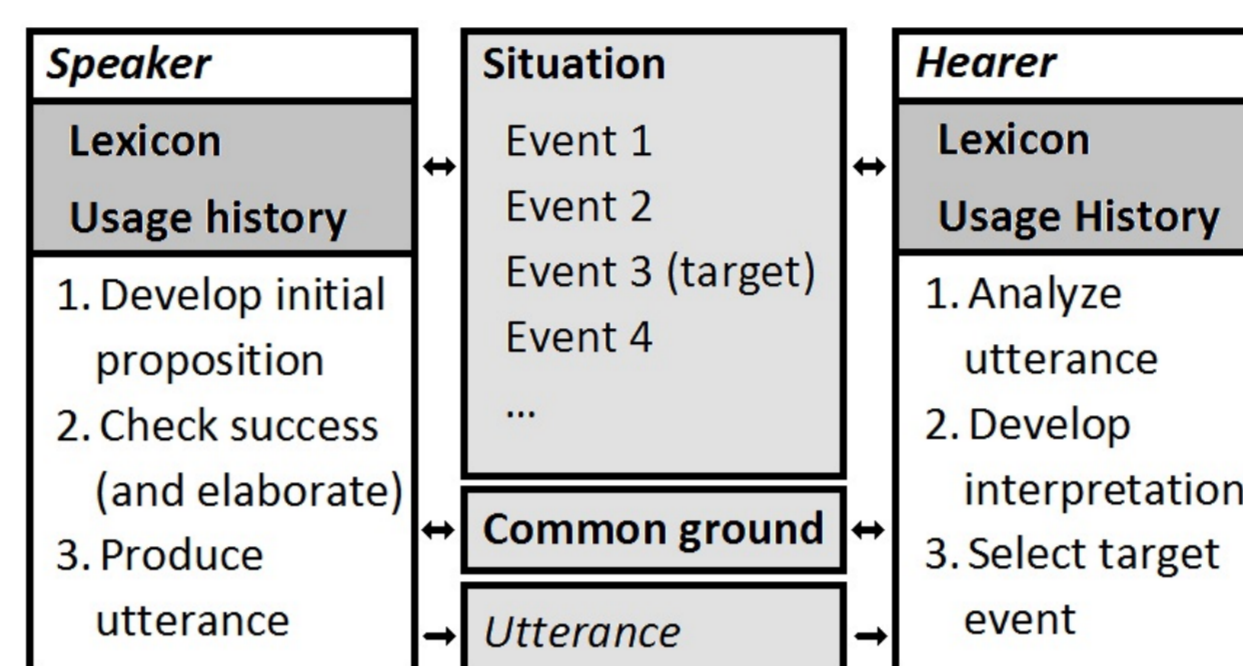 Speaker
Lexicon
Usage history
1. Develop initial
proposition
2. Check success
(and elaborate)
3. Produce
utterance
Situation
Event 1
Event 2
Event 3 (target)
Event 4
...
Common ground
Utterance
Hearer
Lexicon
Usage History
1. Analyze
utterance
2. Develop
interpretation
3. Select target
event